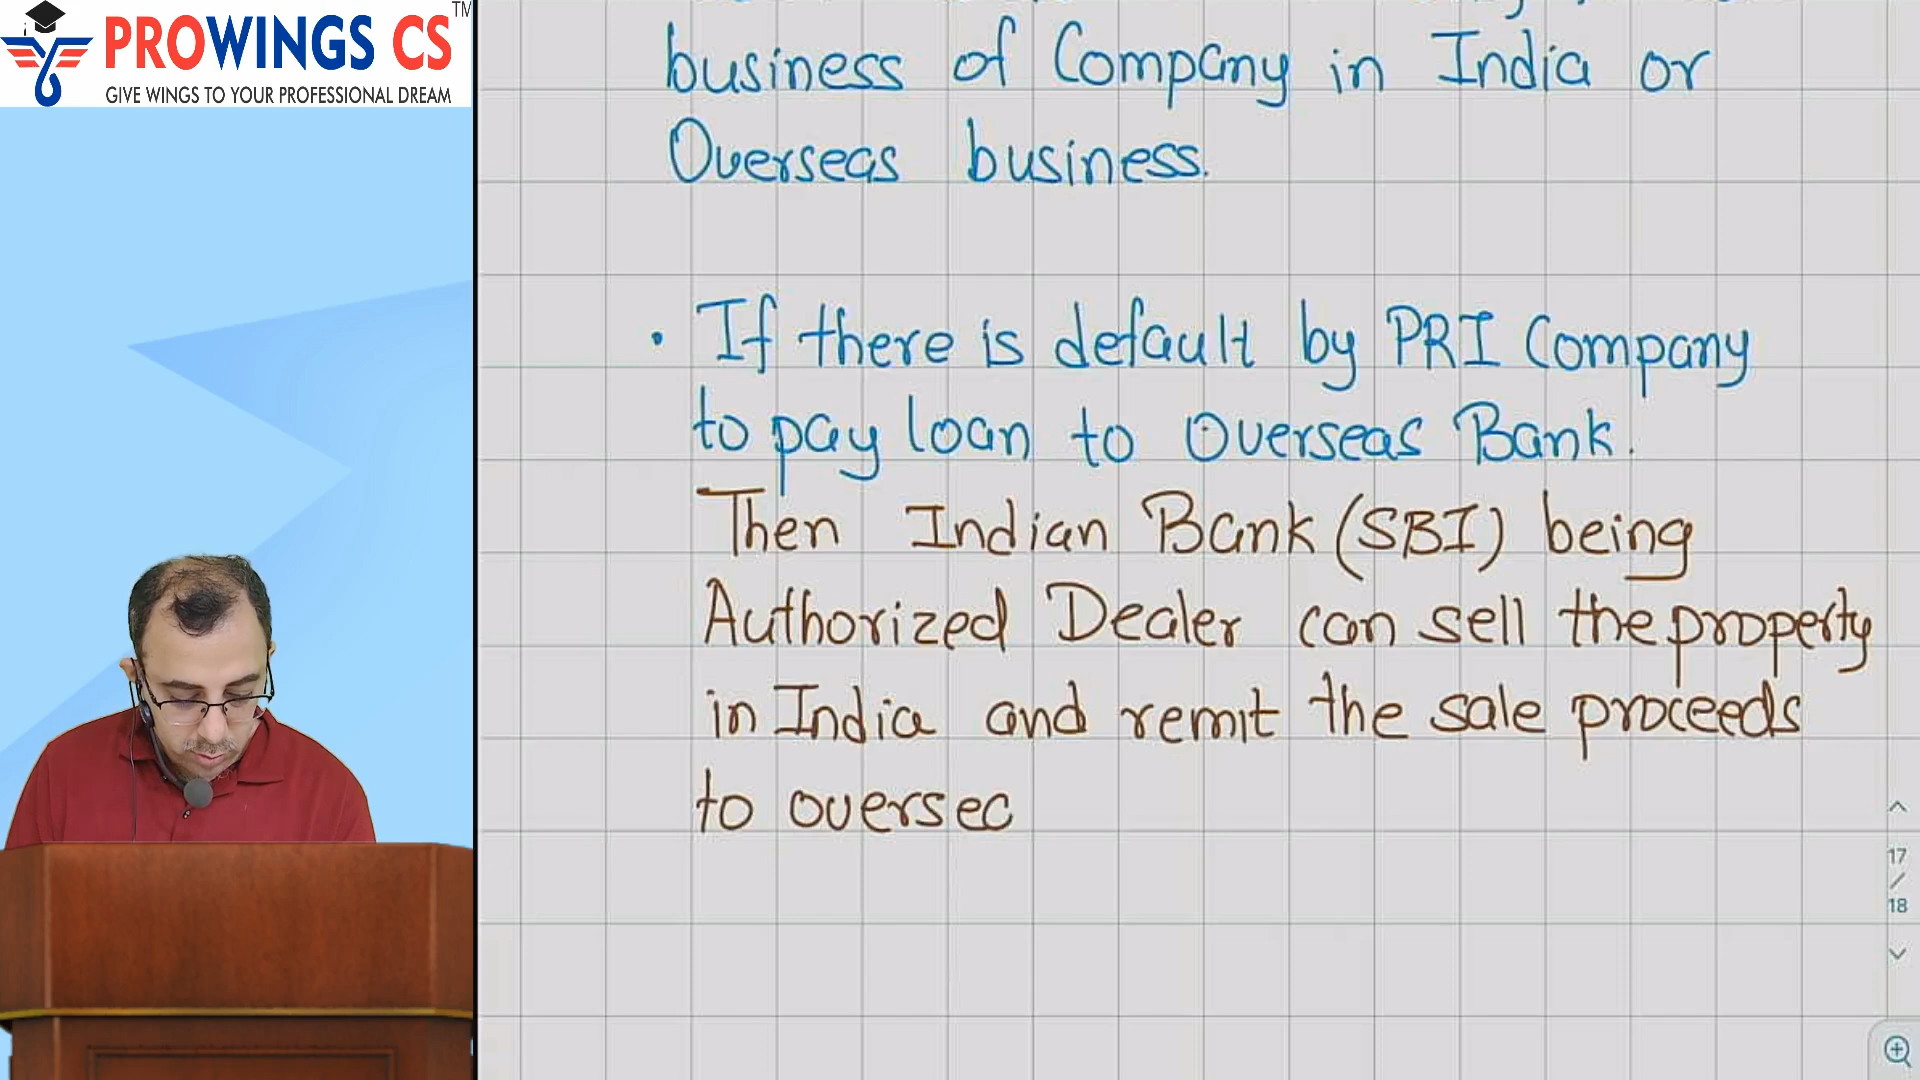 PROWINGS CS TM
GIVE WINGS TO YOUR PROFESSIONAL DREAM
business of Company in India or
Overseas business.
• If there is default by PRI Company
to pay loan to Overseas Bank.
Then Indian Bank (SBI) being
Authorized Dealer can sell the property
in India and remit the sale proceeds
to oversec
17
/
18